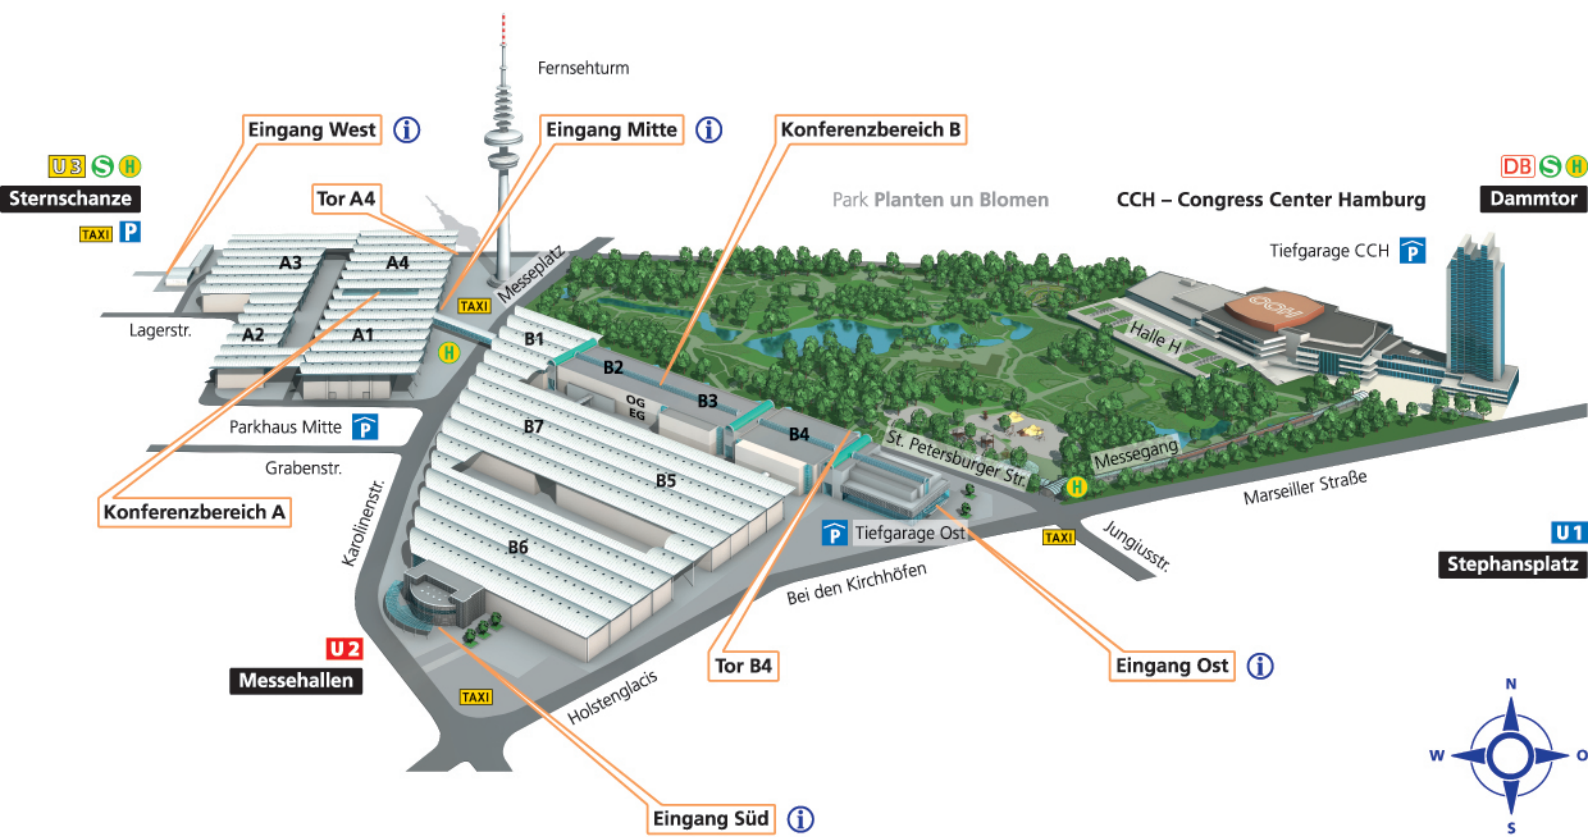 Fernsehturm
Eingang West i
Eingang Mitte i
Konferenzbereich B
U3 S H
Sternschanze
TAXI P
Tor A4
Park Planten un Blomen
CCH – Congress Center Hamburg
DB S H
Dammtor
Tiefgarage CCH P
A3
A4
Messeplatz
TAXI
CCH
Lagerstr.
A2
A1
H
B1
Halle H
B2
OG
EG
B3
Parkhaus Mitte P
B7
B4
St. Petersburger Str.
Messegang
Grabenstr.
Karolinenstr.
B5
H
Marseiller Straße
Konferenzbereich A
P Tiefgarage Ost
TAXI
Jungiusstr.
U1
Stephansplatz
B6
Bei den Kirchhöfen
U2
Messehallen
TAXI
Holstenglacis
Tor B4
Eingang Ost i
Eingang Süd i
N
W O
S